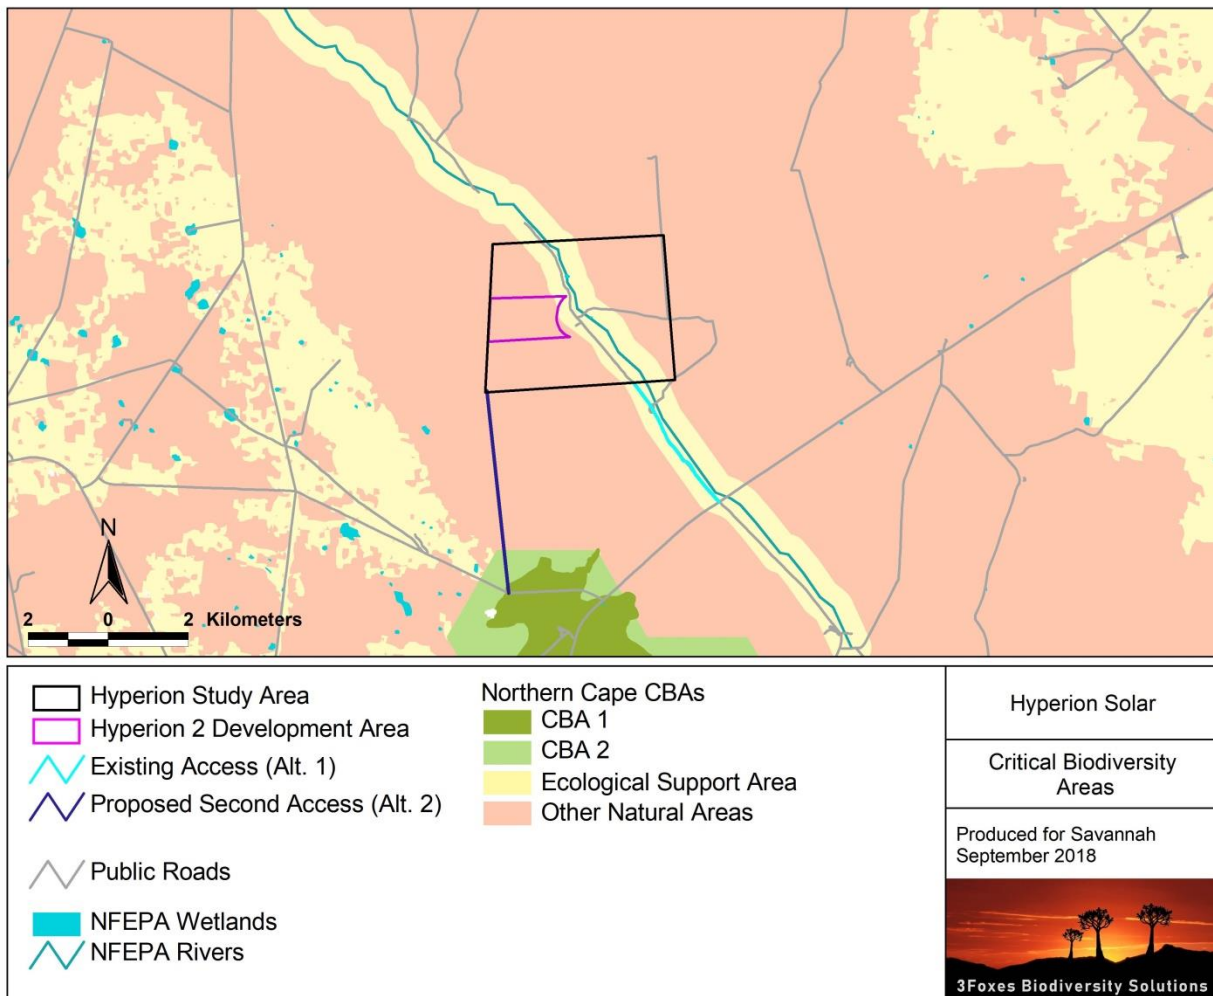 N
2 0 2 Kilometers
Hyperion Study Area
Hyperion 2 Development Area
Existing Access (Alt. 1)
Proposed Second Access (Alt. 2)
Public Roads
NFEPA Wetlands
NFEPA Rivers
Northern Cape CBAs
CBA 1
CBA 2
Ecological Support Area
Other Natural Areas
Hyperion Solar
Critical Biodiversity
Areas
Produced for Savannah
September 2018
3Foxes Biodiversity Solutions